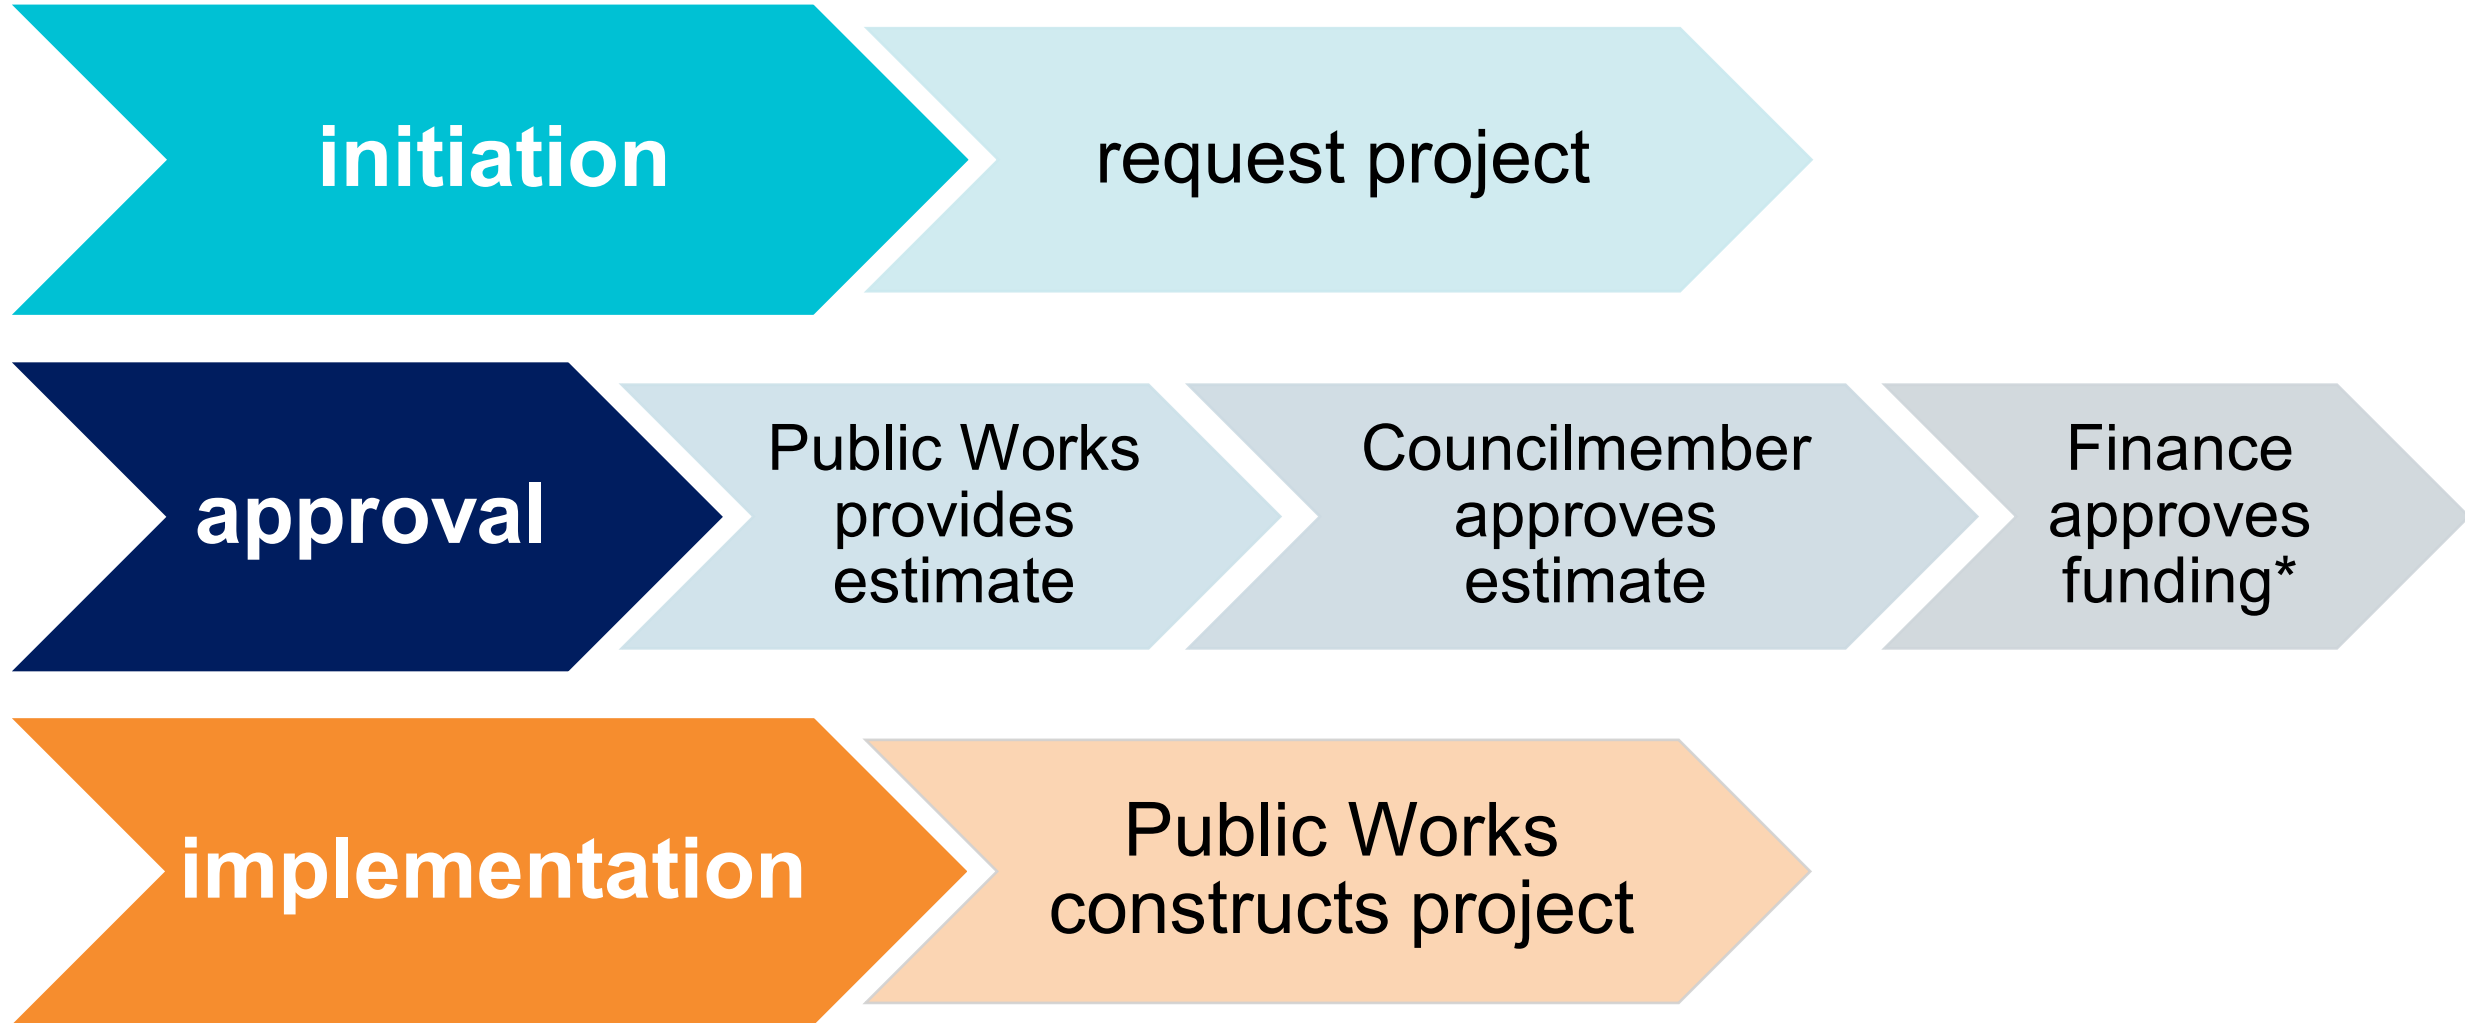 initiation
request project
approval
Public Works
provides
estimate
Councilmember
approves
estimate
Finance
approves
funding*
implementation
Public Works
constructs project